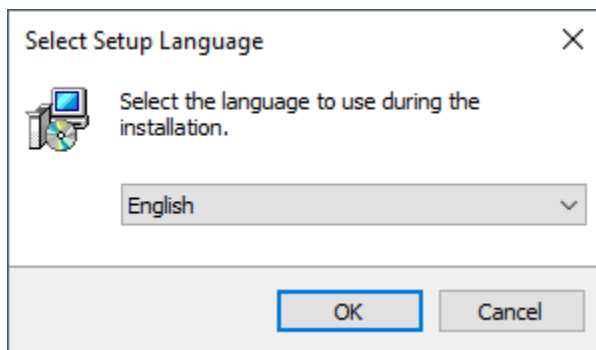 Select Setup Language
Select the language to use during the
installation.
English
OK
Cancel